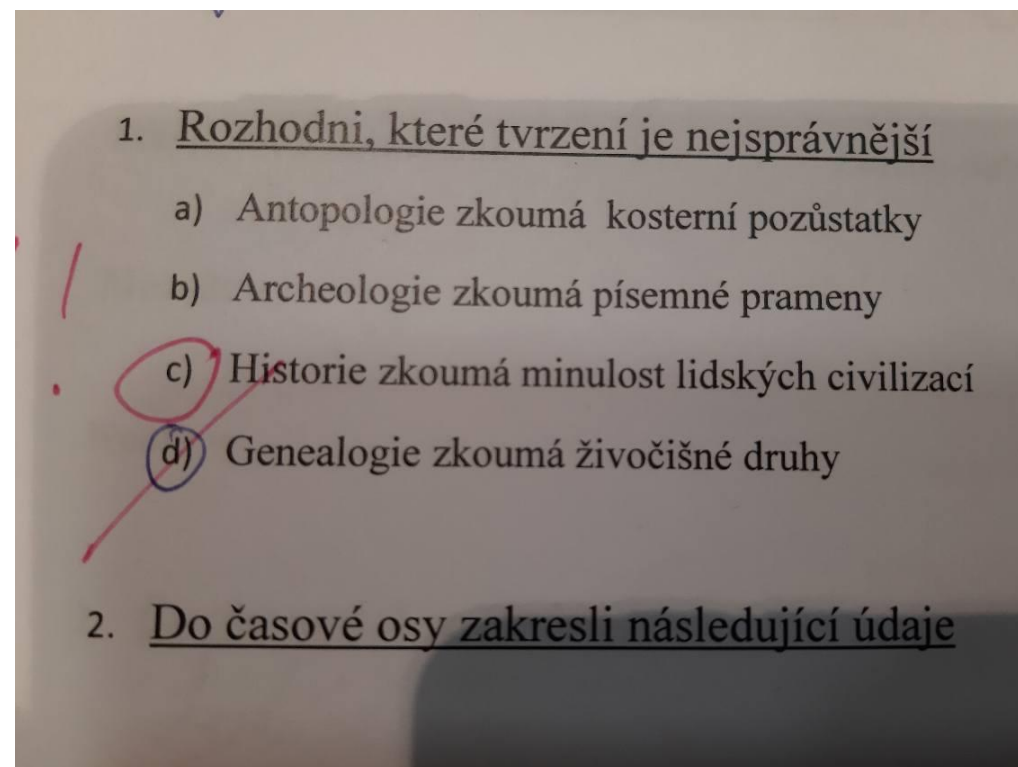 1. Rozhodni, které tvrzení je nejsprávnější
a) Antopologie zkoumá kosterní pozůstatky
b) Archeologie zkoumá písemné prameny
c) Historie zkoumá minulost lidských civilizací
d) Genealogie zkoumá živočišné druhy
2. Do časové osy zakresli následující údaje